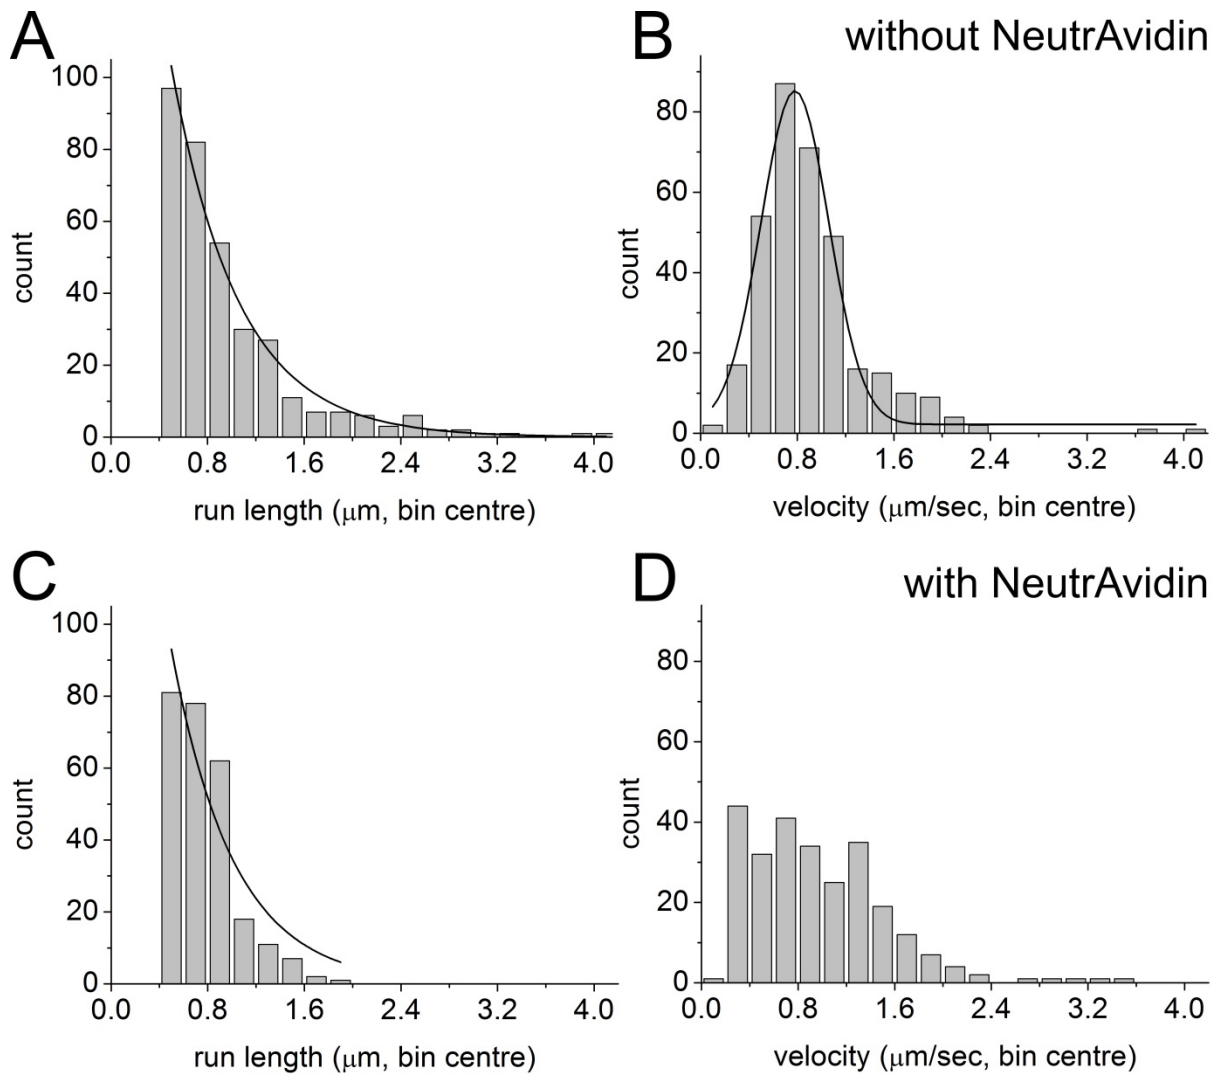 A
B
without NeutrAvidin
100
80
60
40
20
0
count
0.0 0.8 1.6 2.4 3.2 4.0
run length (μm, bin centre)
80
60
40
20
0
count
0.0 0.8 1.6 2.4 3.2 4.0
velocity (μm/sec, bin centre)
C
D
with NeutrAvidin
100
80
60
40
20
0
count
0.0 0.8 1.6 2.4 3.2 4.0
run length (μm, bin centre)
80
60
40
20
0
count
0.0 0.8 1.6 2.4 3.2 4.0
velocity (μm/sec, bin centre)